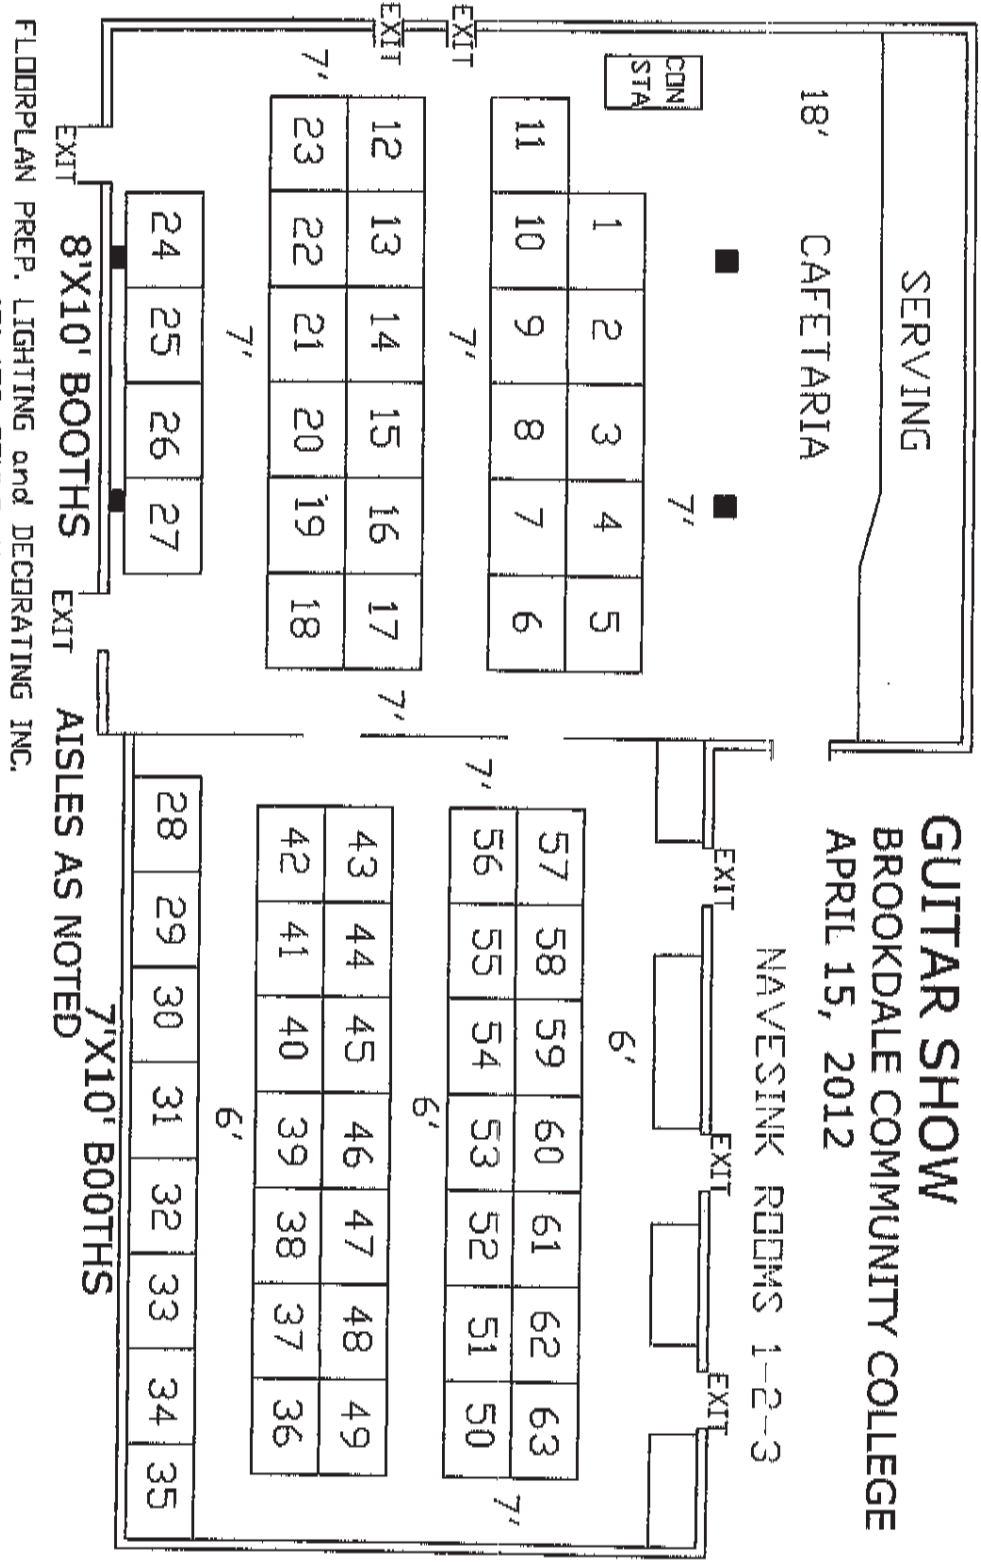 GUITAR SHOW
BROOKDALE COMMUNITY COLLEGE
APRIL 15, 2012
SERVING
18' CAFETARIA
CON
STA
7'
EXIT
EXIT
1 2 3 4 5
11 10 9 8 7 6
7'
12 13 14 15 16 17
23 22 21 20 19 18
7'
7'
7'
24 25 26 27
EXIT
EXIT
8'X10' BOOTHS
NAVESINK ROOMS 1-2-3
EXIT
EXIT
EXIT
6'
57 58 59 60 61 62 63
56 55 54 53 52 51 50
7'
7'
6'
43 44 45 46 47 48 49
42 41 40 39 38 37 36
6'
28 29 30 31 32 33 34 35
7'X10' BOOTHS
AISLES AS NOTED
FLOORPLAN PREP. LIGHTING and DECORATING INC.